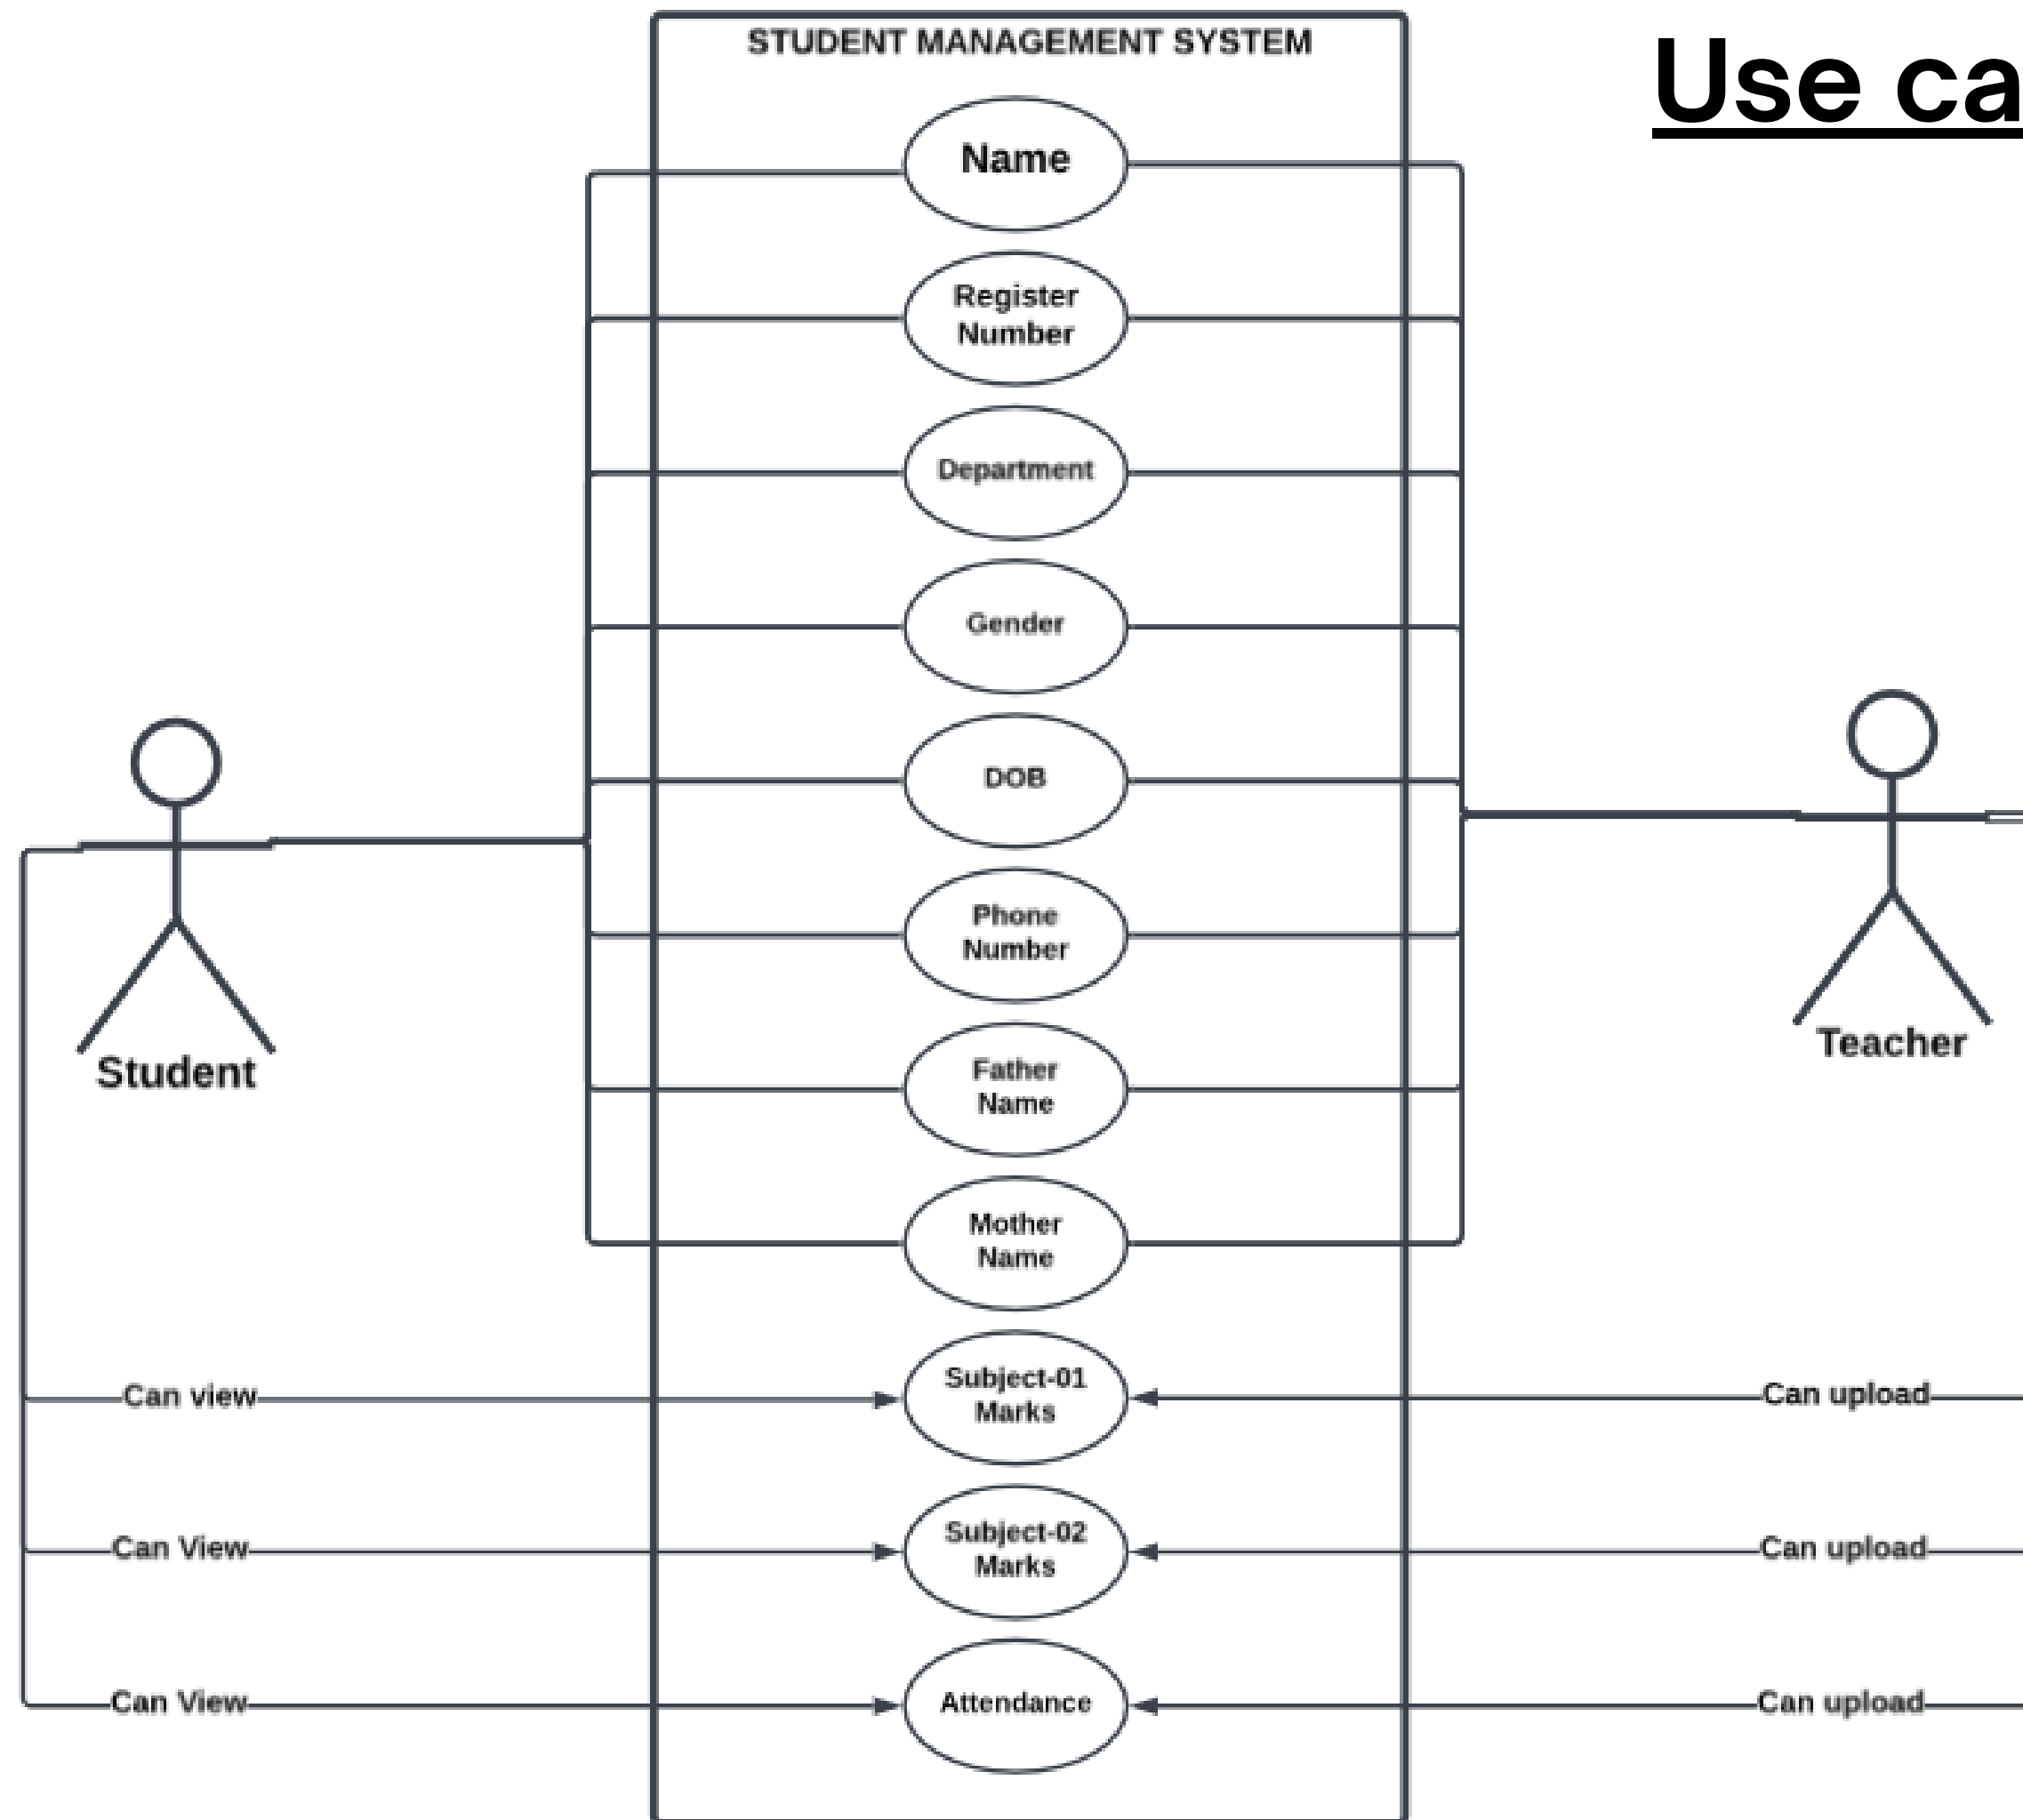 STUDENT MANAGEMENT SYSTEM
Use ca
Name
Register
Number
Department
Gender
DOB
Phone
Number
Father
Name
Mother
Name
Student
Teacher
Can view
Subject-01
Marks
Can upload
Can View
Subject-02
Marks
Can upload
Can View
Attendance
Can upload